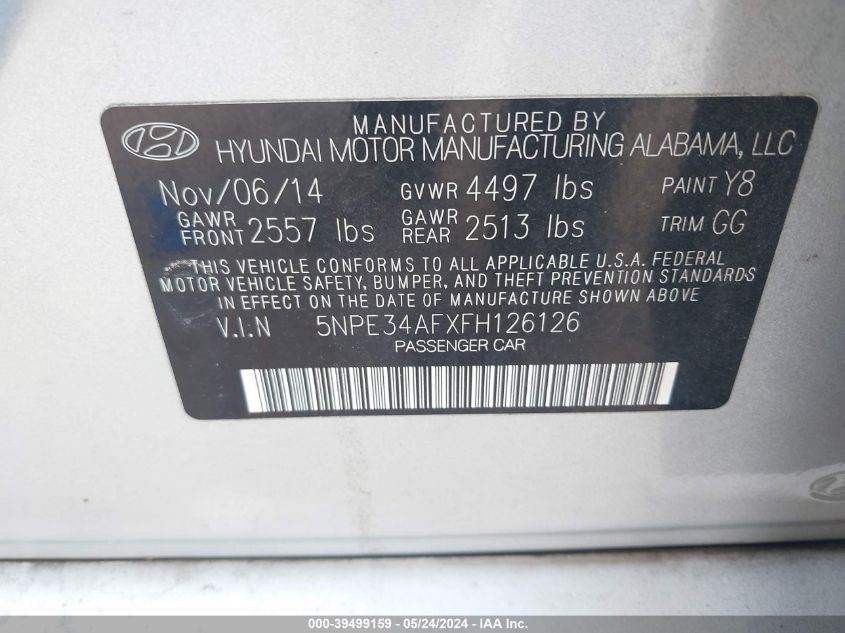 MANUFACTURED BY
HYUNDAI MOTOR MANUFACTURING ALABAMA, LLC
Nov/06/14 GVWR 4497 lbs PAINT Y8
GAWR FRONT 2557 lbs GAWR REAR 2513 lbs TRIM GG
THIS VEHICLE CONFORMS TO ALL APPLICABLE U.S.A. FEDERAL
MOTOR VEHICLE SAFETY, BUMPER, AND THEFT PREVENTION STANDARDS
IN EFFECT ON THE DATE OF MANUFACTURE SHOWN ABOVE
V.I.N 5NPE34AFXFH126126
PASSENGER CAR
000-39499159 - 05/24/2024 - IAA Inc.